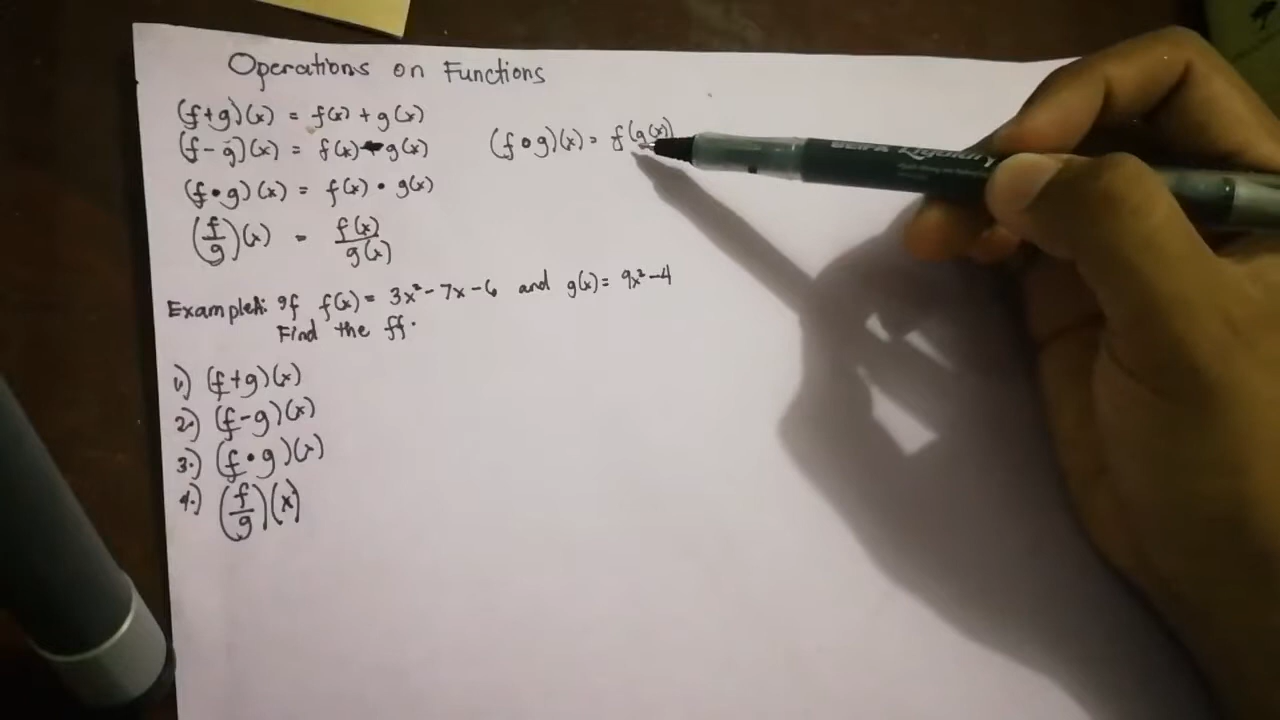 Operations on Functions
(f+g)(x) = f(x) + g(x)
(f-g)(x) = f(x) - g(x)
(f•g)(x) = f(x) • g(x)
(f/g)(x) = f(x)/g(x)
(f∘g)(x) = f(g(x))
Example: If f(x) = 3x²-7x-6 and g(x) = 9x²-4
Find the ff.
1.) (f+g)(x)
2.) (f-g)(x)
3.) (f•g)(x)
4.) (f/g)(x)